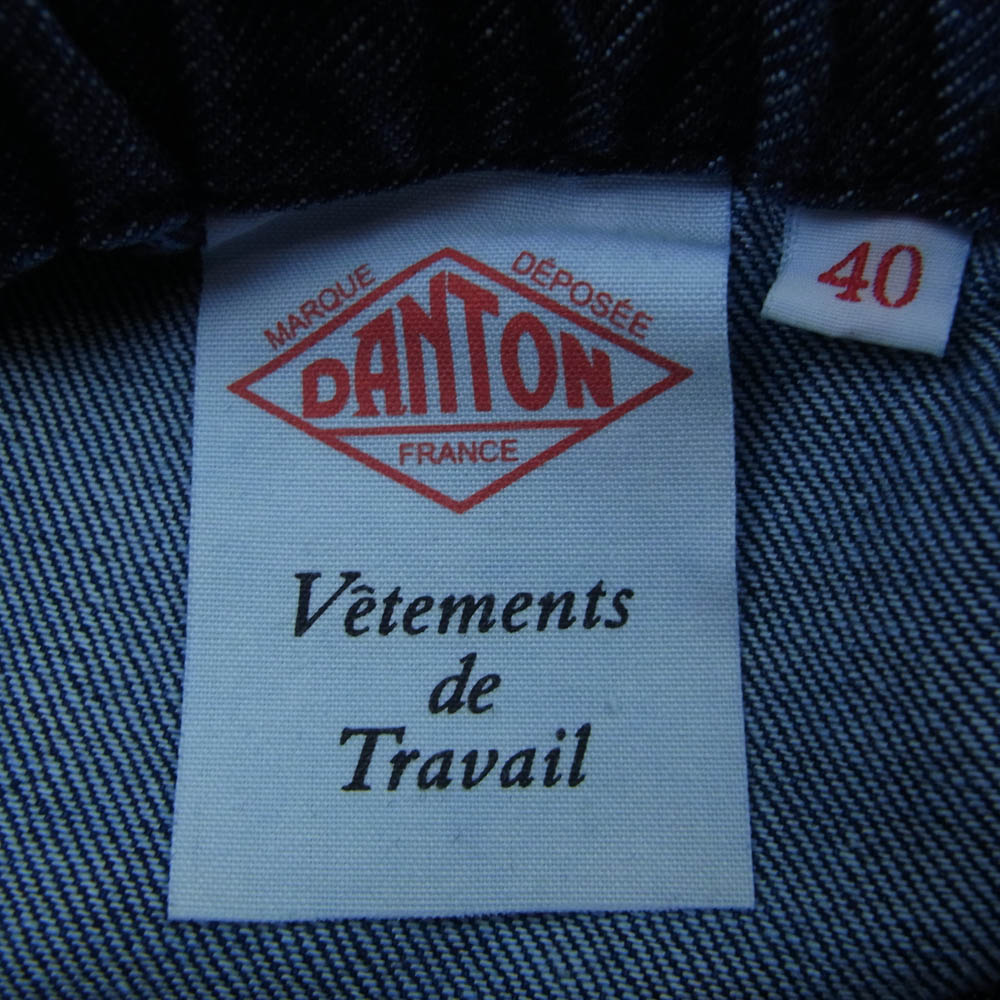 MARQUE DÉPOSÉE
DANTON
FRANCE
40
Vêtements
de
Travail